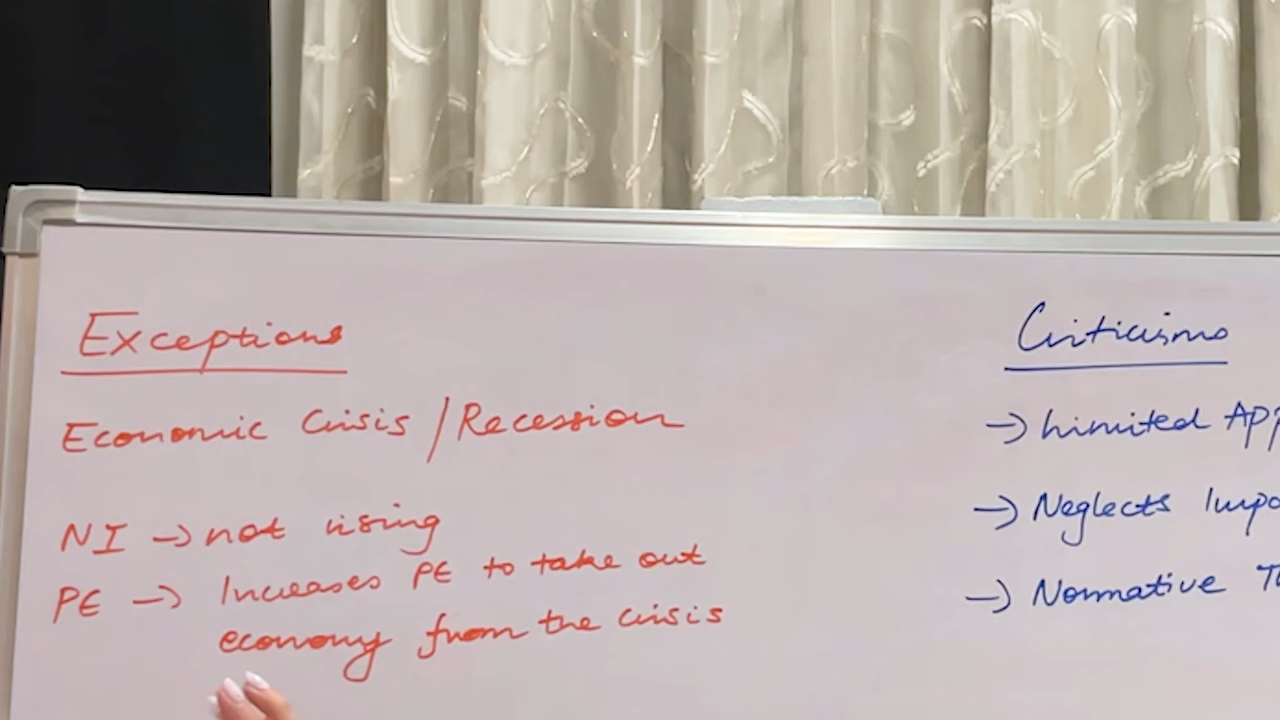 Exceptions
Economic Crisis / Recession
NI → not rising
PE → Increases PE to take out
economy from the crisis
Criticisms
→ Limited App
→ Neglects Impo
→ Normative